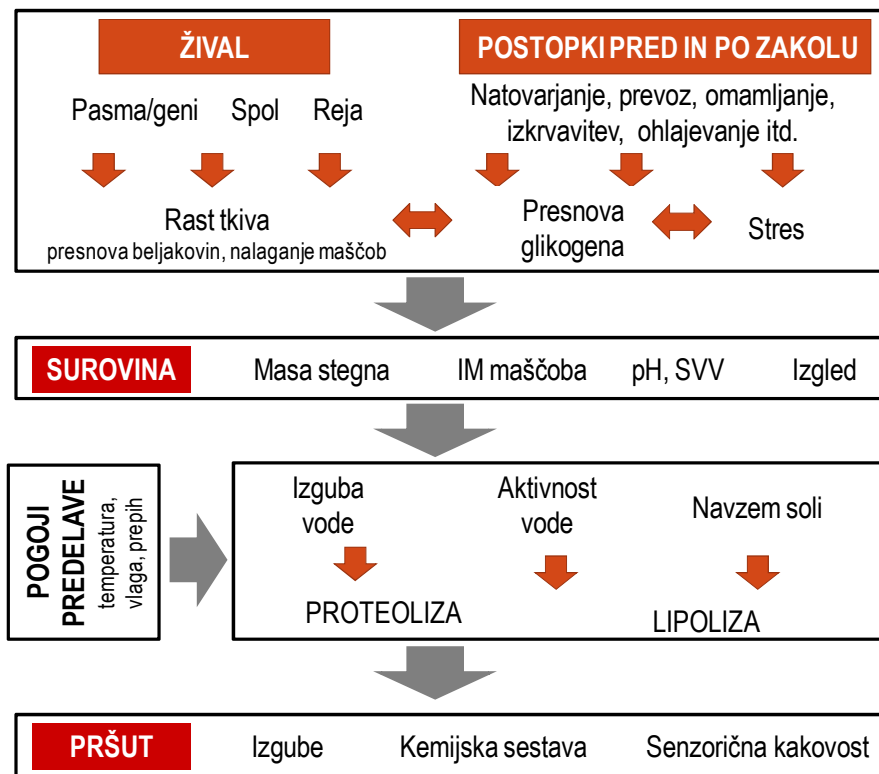 ŽIVAL
POSTOPKI PRED IN PO ZAKOLU
Pasma/geni Spol Reja
Natovarjanje, prevoz, omamljanje,
izkrvavitev, ohlajevanje itd.
Rast tkiva
presnova beljakovin, nalaganje maščob
Presnova
glikogena
Stres
SUROVINA Masa stegna IM maščoba pH, SVV Izgled
POGOJI
PREDELAVE
temperatura,
vlaga, prepih
Izguba
vode
Aktivnost
vode
Navzem soli
PROTEOLIZA
LIPOLIZA
PRŠUT Izgube Kemijska sestava Senzorična kakovost